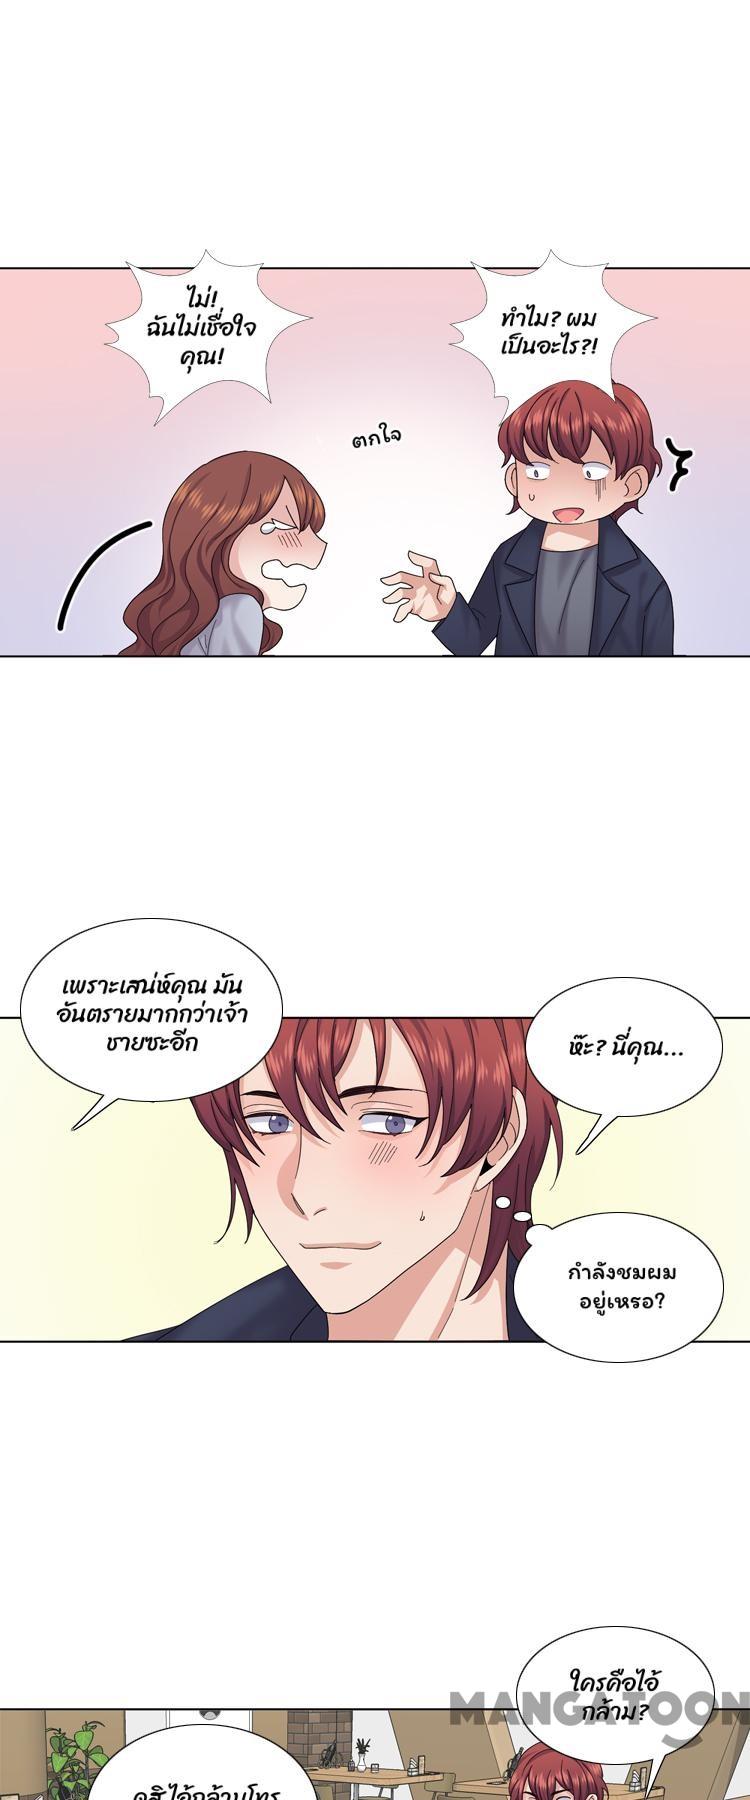 ไม่!
ฉันไม่เชื่อใจ
คุณ!
ทำไม? ผม
เป็นอะไร?!
ตกใจ
เพราะเสน่ห์คุณ มัน
อันตรายมากกว่าเจ้า
ชายซะอีก
ห๊ะ? นี่คุณ...
กำลังชมผม
อยู่เหรอ?
ใครคือไอ้
กล้าม?
MANGATOON